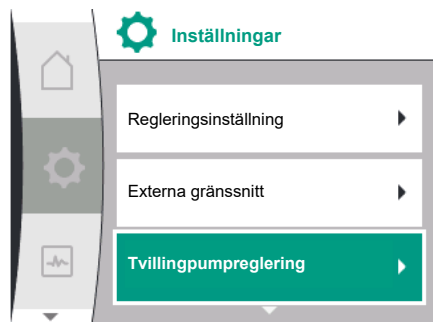 Inställningar
Regleringsinställning
Externa gränssnitt
Tvillingpumpreglering